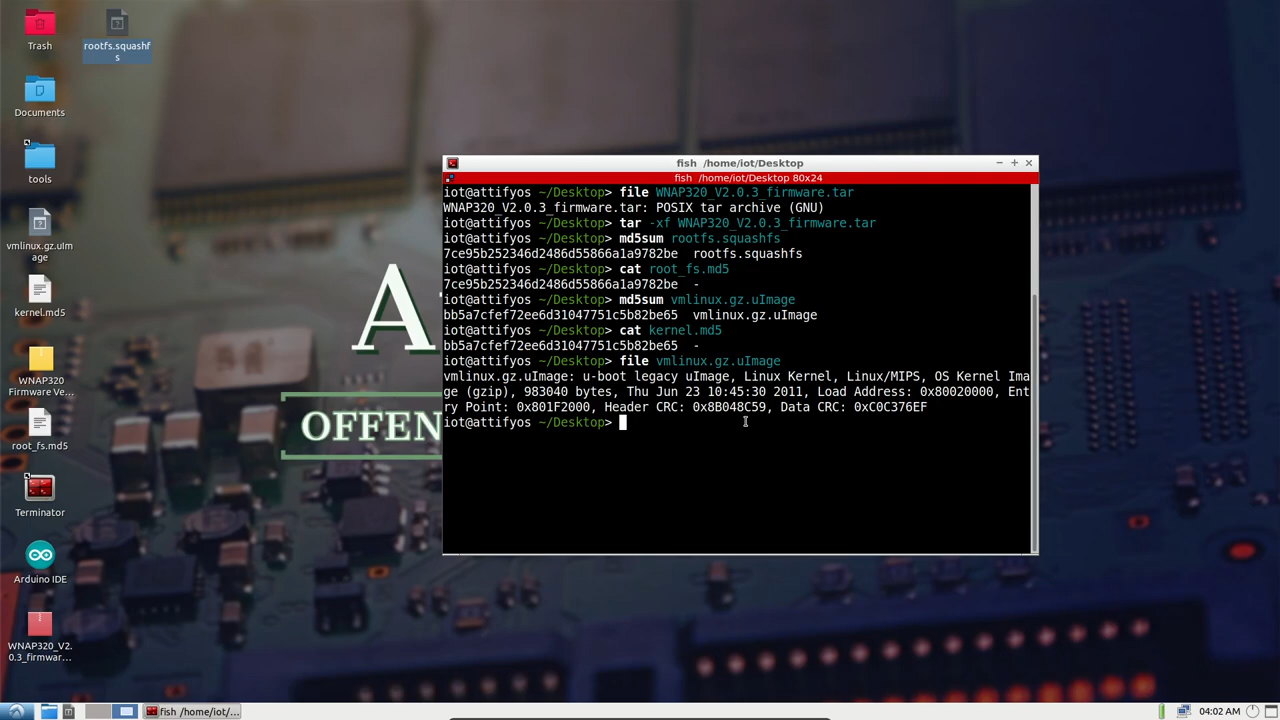 Trash
rootfs.squashf
s
Documents
tools
vmlinux.gz.uIm
age
kernel.md5
WNAP320
Firmware Ve...
root_fs.md5
Terminator
Arduino IDE
WNAP320_V2.
0.3_firmwar...
A
OFFEN
fish /home/iot/Desktop
fish /home/iot/Desktop 80x24
iot@attifyos ~/Desktop> file WNAP320_V2.0.3_firmware.tar
WNAP320_V2.0.3_firmware.tar: POSIX tar archive (GNU)
iot@attifyos ~/Desktop> tar -xf WNAP320_V2.0.3_firmware.tar
iot@attifyos ~/Desktop> md5sum rootfs.squashfs
7ce95b252346d2486d55866a1a9782be  rootfs.squashfs
iot@attifyos ~/Desktop> cat root_fs.md5
7ce95b252346d2486d55866a1a9782be  -
iot@attifyos ~/Desktop> md5sum vmlinux.gz.uImage
bb5a7cfef72ee6d31047751c5b82be65  vmlinux.gz.uImage
iot@attifyos ~/Desktop> cat kernel.md5
bb5a7cfef72ee6d31047751c5b82be65  -
iot@attifyos ~/Desktop> file vmlinux.gz.uImage
vmlinux.gz.uImage: u-boot legacy uImage, Linux Kernel, Linux/MIPS, OS Kernel Ima
ge (gzip), 983040 bytes, Thu Jun 23 10:45:30 2011, Load Address: 0x80020000, Ent
ry Point: 0x801F2000, Header CRC: 0x8B048C59, Data CRC: 0xC0C376EF
iot@attifyos ~/Desktop>
fish /home/iot/...
04:02 AM